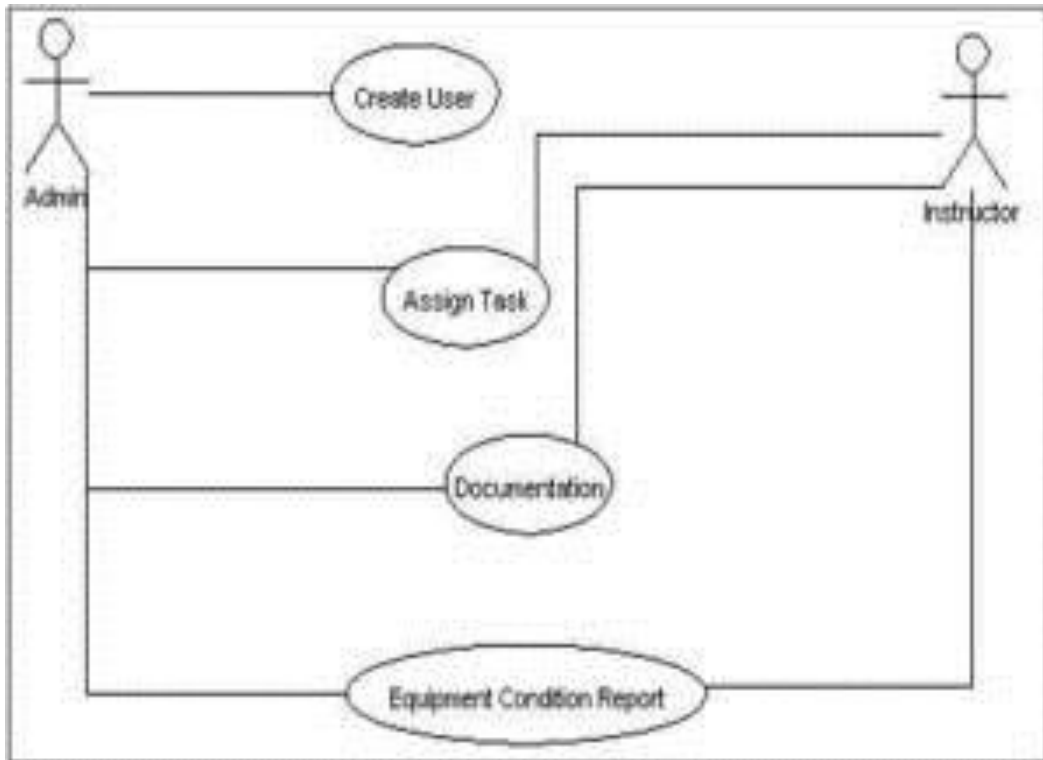 Create User
Admin
Instructor
Assign Task
Documentation
Equipment Condition Report